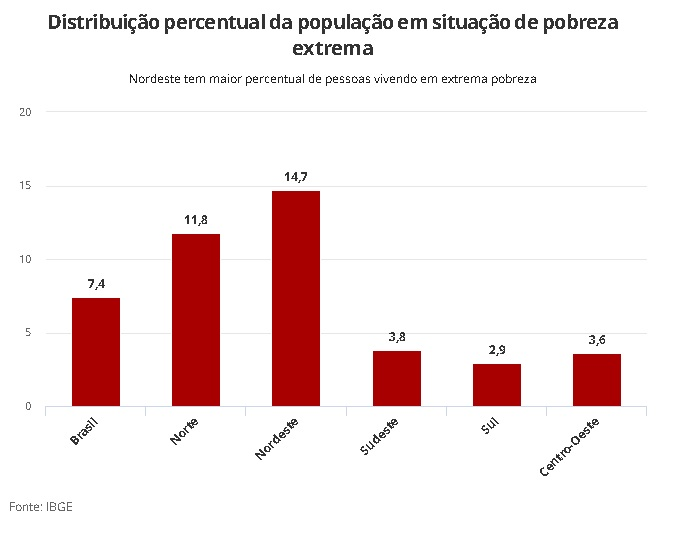 Distribuição percentual da população em situação de pobreza
extrema
Nordeste tem maior percentual de pessoas vivendo em extrema pobreza
20
15
10
5
0
7,4
11,8
14,7
3,8
2,9
3,6
Brasil
Norte
Nordeste
Sudeste
Sul
Centro-Oeste
Fonte: IBGE